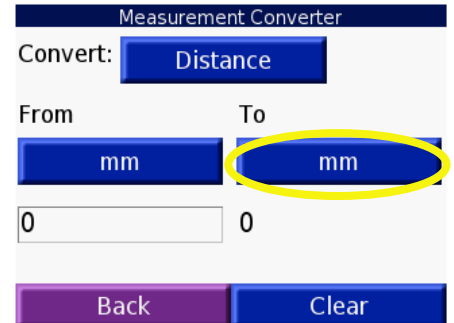 Measurement Converter
Convert: Distance
From To
mm mm
0 0
Back Clear